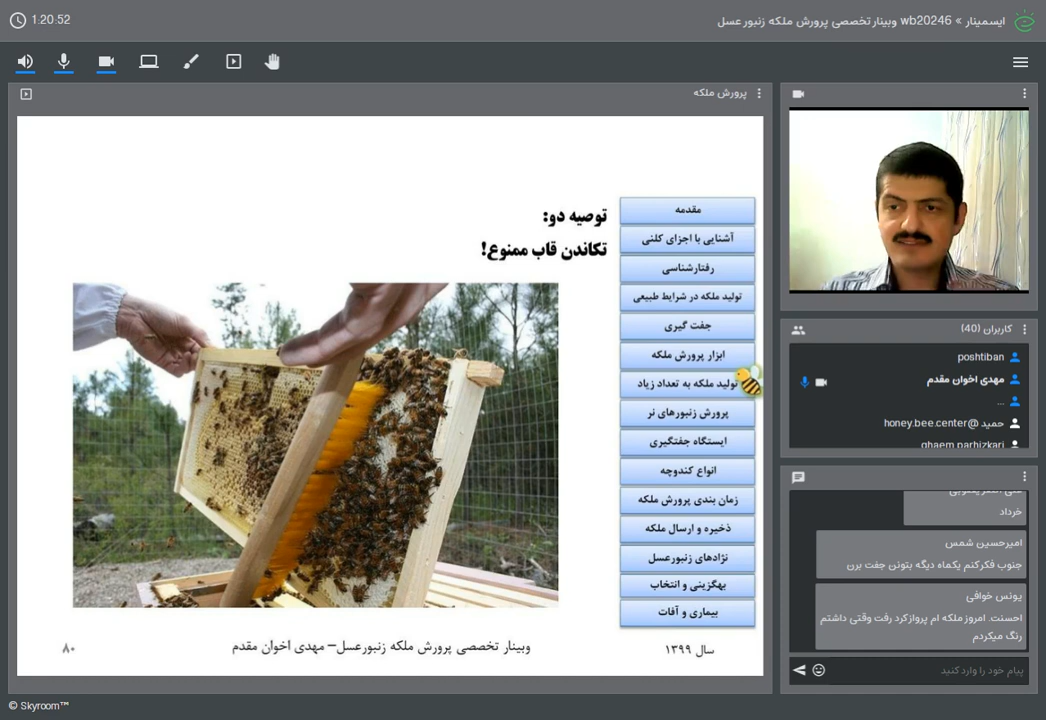 1:20:52
ایسمینار » wb20246 وبینار تخصصی پرورش ملکه زنبور عسل
پرورش ملکه
توصیه دو:
تکاندن قاب ممنوع!
مقدمه
آشنایی با اجزای کلنی
رفتارشناسی
تولید ملکه در شرایط طبیعی
جفت گیری
ابزار پرورش ملکه
تولید ملکه به تعداد زیاد
پرورش زنبورهای نر
ایستگاه جفتگیری
انواع کندوچه
زمان بندی پرورش ملکه
ذخیره و ارسال ملکه
نژادهای زنبورعسل
بهگزینی و انتخاب
بیماری و آفات
سال ۱۳۹۹
وبینار تخصصی پرورش ملکه زنبورعسل– مهدی اخوان مقدم
۸۰
کاربران (40)
poshtiban
مهدی اخوان مقدم
...
حمید @honey.bee.center
ghaem parhizkari
خرداد
امیرحسین شمس
جنوب فکرکنم یکماه دیگه بتونن جفت برن
یونس خوافی
احسنت. امروز ملکه ام پروازکرد رفت وقتی داشتم
رنگ میکردم
پیام خود را وارد کنید
© Skyroom™